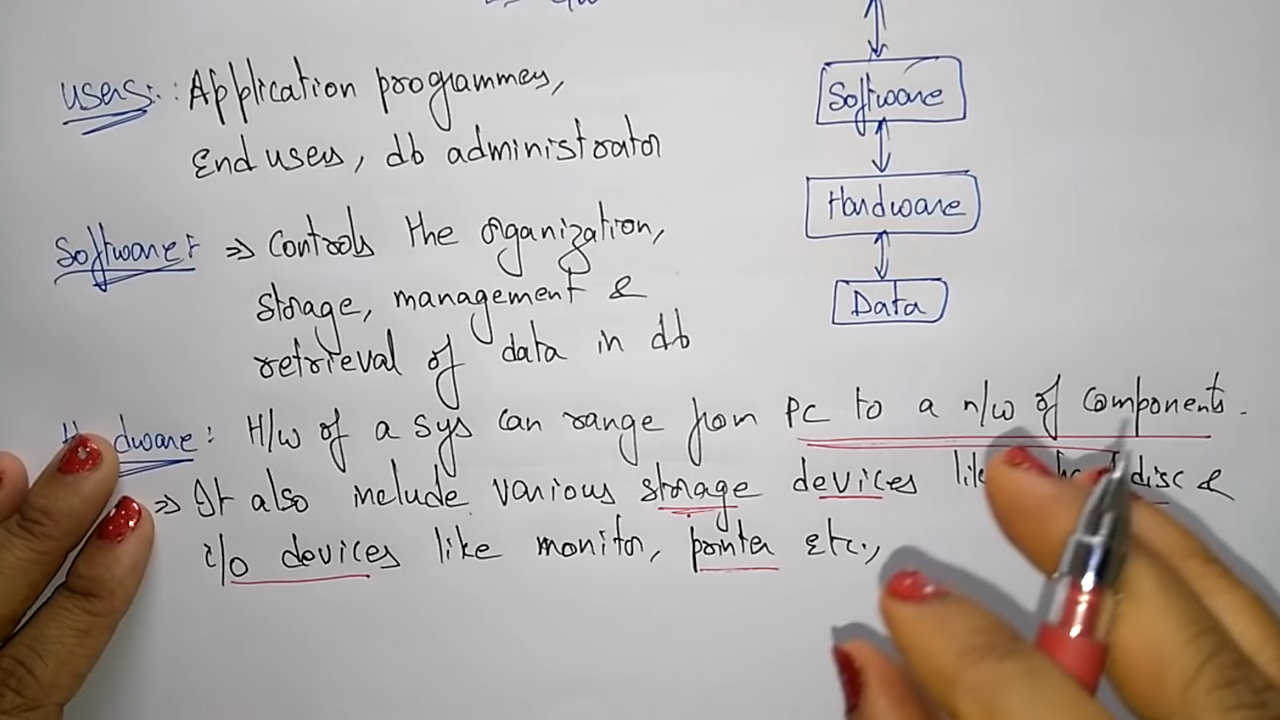 Users: Application programmers,
End users, db administrator
Software: ⇒ Controls the organization,
storage, management &
retrieval of data in db
Hardware: H/w of a sys can range from PC to a n/w of components.
⇒ It also include various storage devices like disc &
i/o devices like monitor, printer etc.,
Software
Hardware
Data